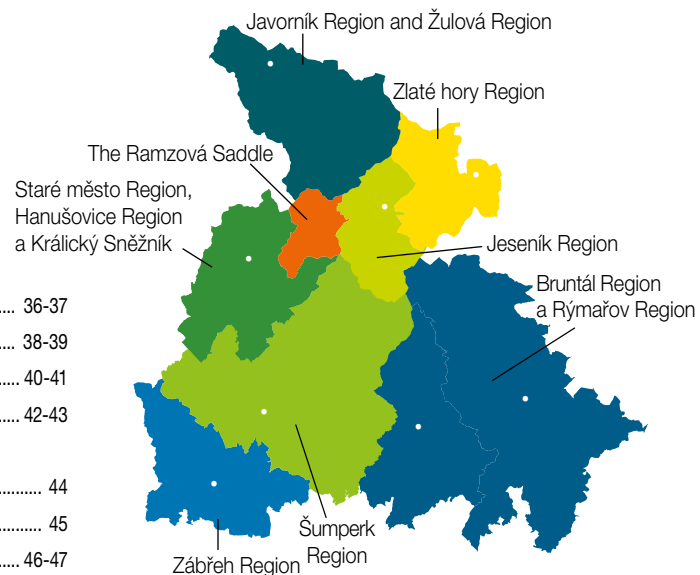 Javorník Region and Žulová Region
Zlaté hory Region
The Ramzová Saddle
Staré město Region,
Hanušovice Region
a Králický Sněžník
Jeseník Region
Bruntál Region
a Rýmařov Region
.... 36-37
.... 38-39
..... 40-41
..... 42-43
.......... 44
.......... 45
..... 46-47
Šumperk
Region
Zábřeh Region